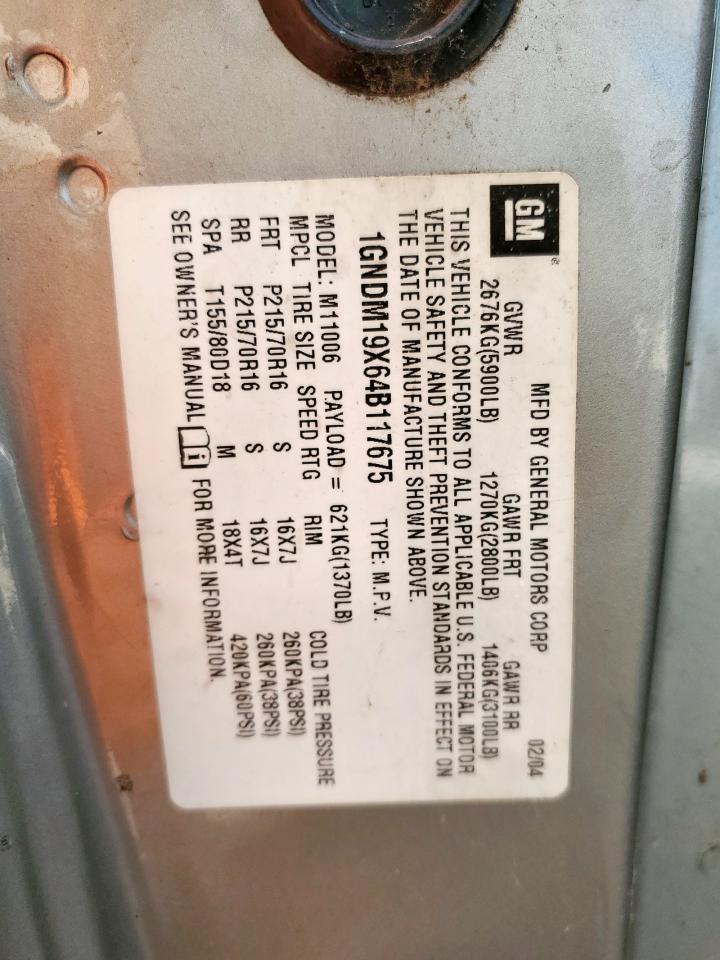 GM®
MFD BY GENERAL MOTORS CORP 02/04
GVWR GAWR FRT GAWR RR
2676KG(5900LB) 1270KG(2800LB) 1406KG(3100LB)
THIS VEHICLE CONFORMS TO ALL APPLICABLE U.S. FEDERAL MOTOR
VEHICLE SAFETY AND THEFT PREVENTION STANDARDS IN EFFECT ON
THE DATE OF MANUFACTURE SHOWN ABOVE.
1GNDM19X64B117675 TYPE: M.P.V.
MODEL: M11006 PAYLOAD = 621KG(1370LB)
MPCL TIRE SIZE SPEED RTG RIM COLD TIRE PRESSURE
FRT P215/70R16 S 16X7J 260KPA(38PSI)
RR P215/70R16 S 16X7J 260KPA(38PSI)
SPA T155/80D18 M 18X4T 420KPA(60PSI)
SEE OWNER'S MANUAL FOR MORE INFORMATION.